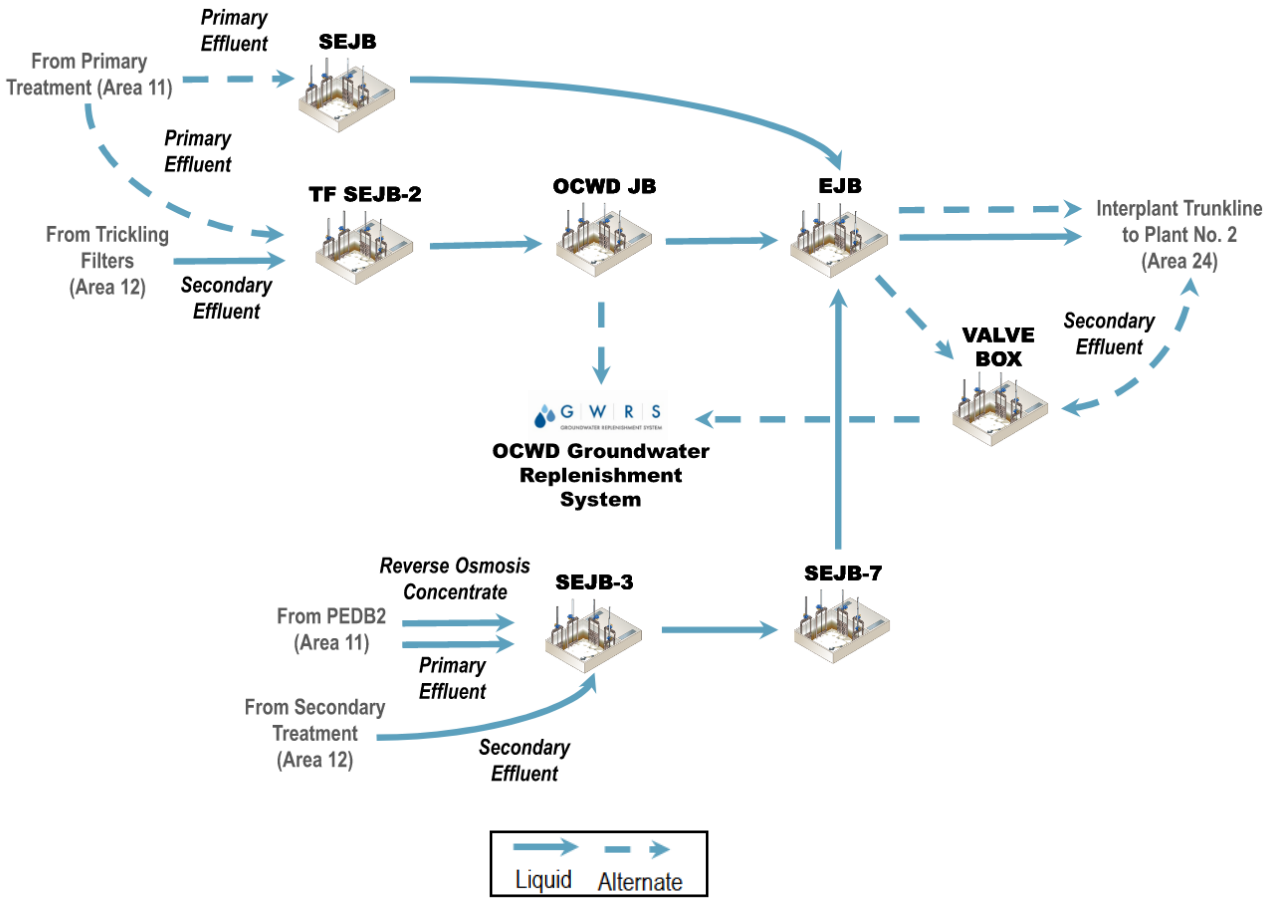 Primary
Effluent
SEJB
From Primary
Treatment (Area 11)
Primary
Effluent
TF SEJB-2
OCWD JB
EJB
From Trickling
Filters
(Area 12)
Secondary
Effluent
Interplant Trunkline
to Plant No. 2
(Area 24)
Secondary
Effluent
VALVE
BOX
G W R S
GROUNDWATER REPLENISHMENT SYSTEM
OCWD Groundwater
Replenishment
System
Reverse Osmosis
Concentrate
SEJB-3
SEJB-7
From PEDB2
(Area 11)
Primary
Effluent
From Secondary
Treatment
(Area 12)
Secondary
Effluent
Liquid Alternate